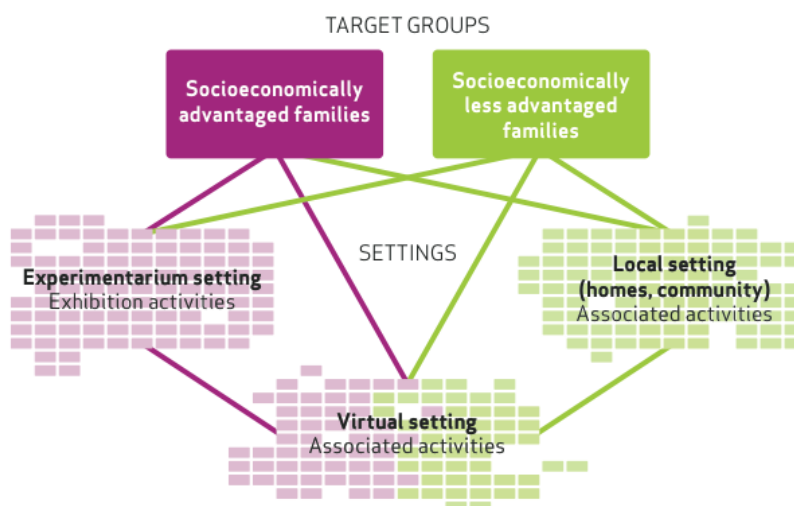 TARGET GROUPS
Socioeconomically
advantaged families
Socioeconomically
less advantaged
families
SETTINGS
Experimentarium setting
Exhibition activities
Local setting
(homes, community)
Associated activities
Virtual setting
Associated activities